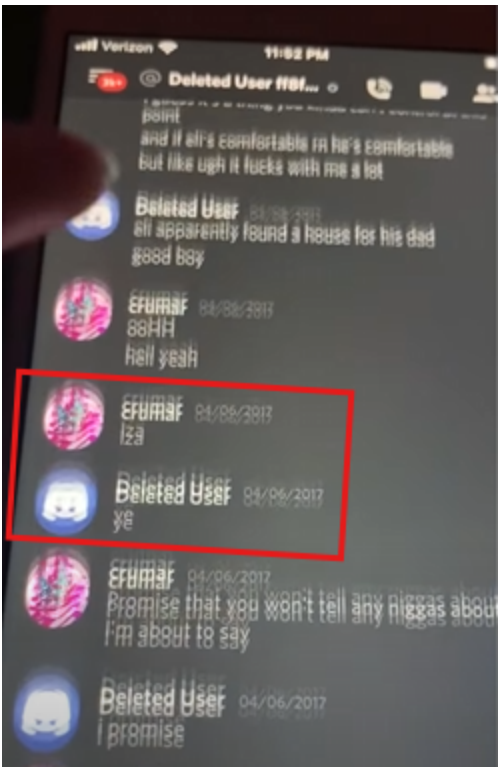 Verizon 11:52 PM
@ Deleted User ff8f...
point
and if eli's comfortable rn he's comfortable
but like ugh it fucks with me a lot
Deleted User
eli apparently found a house for his dad
good boy
crumar
hell yeah
crumar 04/06/2017
Iza
Deleted User 04/06/2017
ye
crumar 04/06/2017
Promise that you won't tell any niggas about
I'm about to say
Deleted User 04/06/2017
i promise